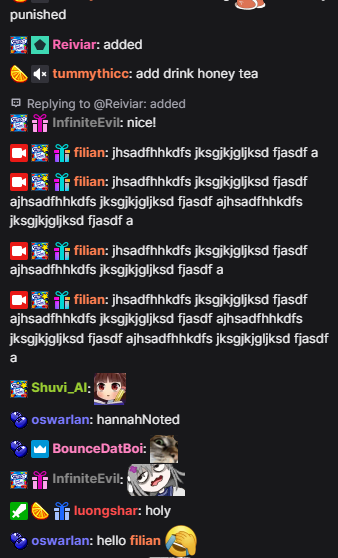 punished
Reiviar: added
tummythicc: add drink honey tea
Replying to @Reiviar: added
InfiniteEvil: nice!
filian: jhsadfhhkdfs jksgjkjgljksd fjasdf a
filian: jhsadfhhkdfs jksgjkjgljksd fjasdf
ajhsadfhhkdfs jksgjkjgljksd fjasdf ajhsadfhhkdfs
jksgjkjgljksd fjasdf a
filian: jhsadfhhkdfs jksgjkjgljksd fjasdf
ajhsadfhhkdfs jksgjkjgljksd fjasdf a
filian: jhsadfhhkdfs jksgjkjgljksd fjasdf
ajhsadfhhkdfs jksgjkjgljksd fjasdf ajhsadfhhkdfs
jksgjkjgljksd fjasdf ajhsadfhhkdfs jksgjkjgljksd fjasdf
a
Shuvi_AI:
oswarlan: hannahNoted
BounceDatBoi:
InfiniteEvil:
luongshar: holy
oswarlan: hello filian